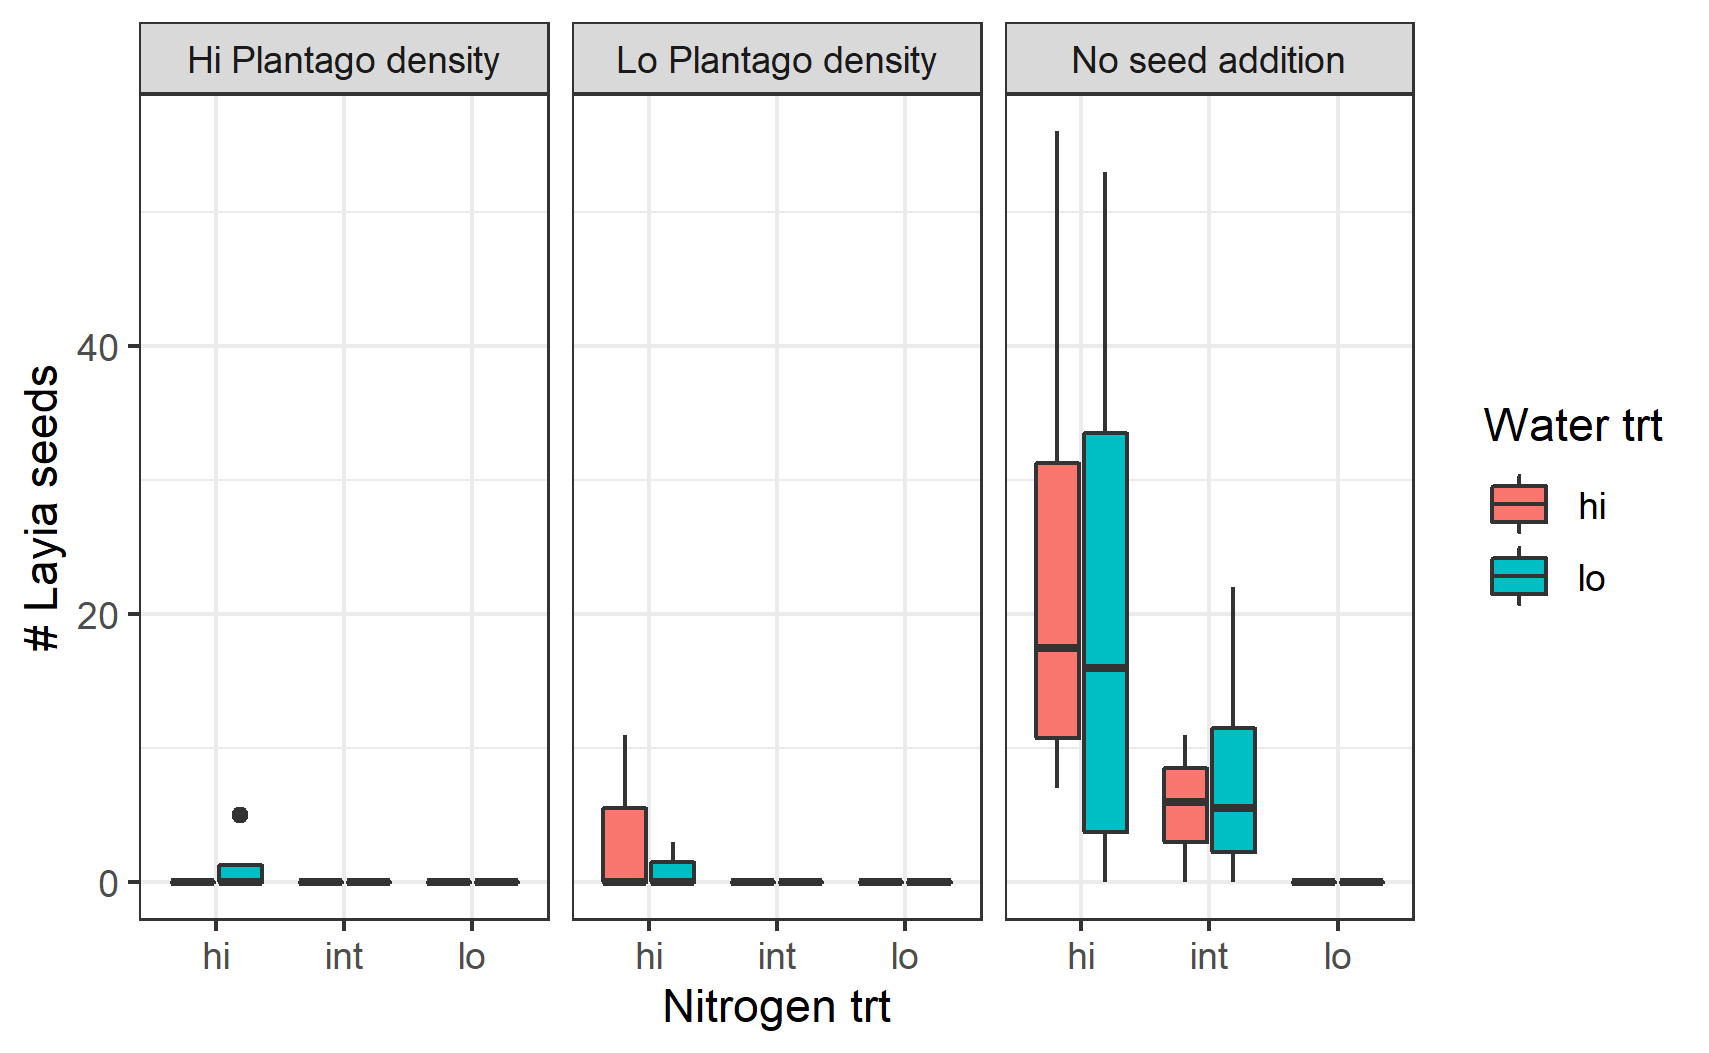 Hi Plantago density
Lo Plantago density
No seed addition
# Layia seeds
40
20
0
hi
int
lo
hi
int
lo
hi
int
lo
Nitrogen trt
Water trt
hi
lo